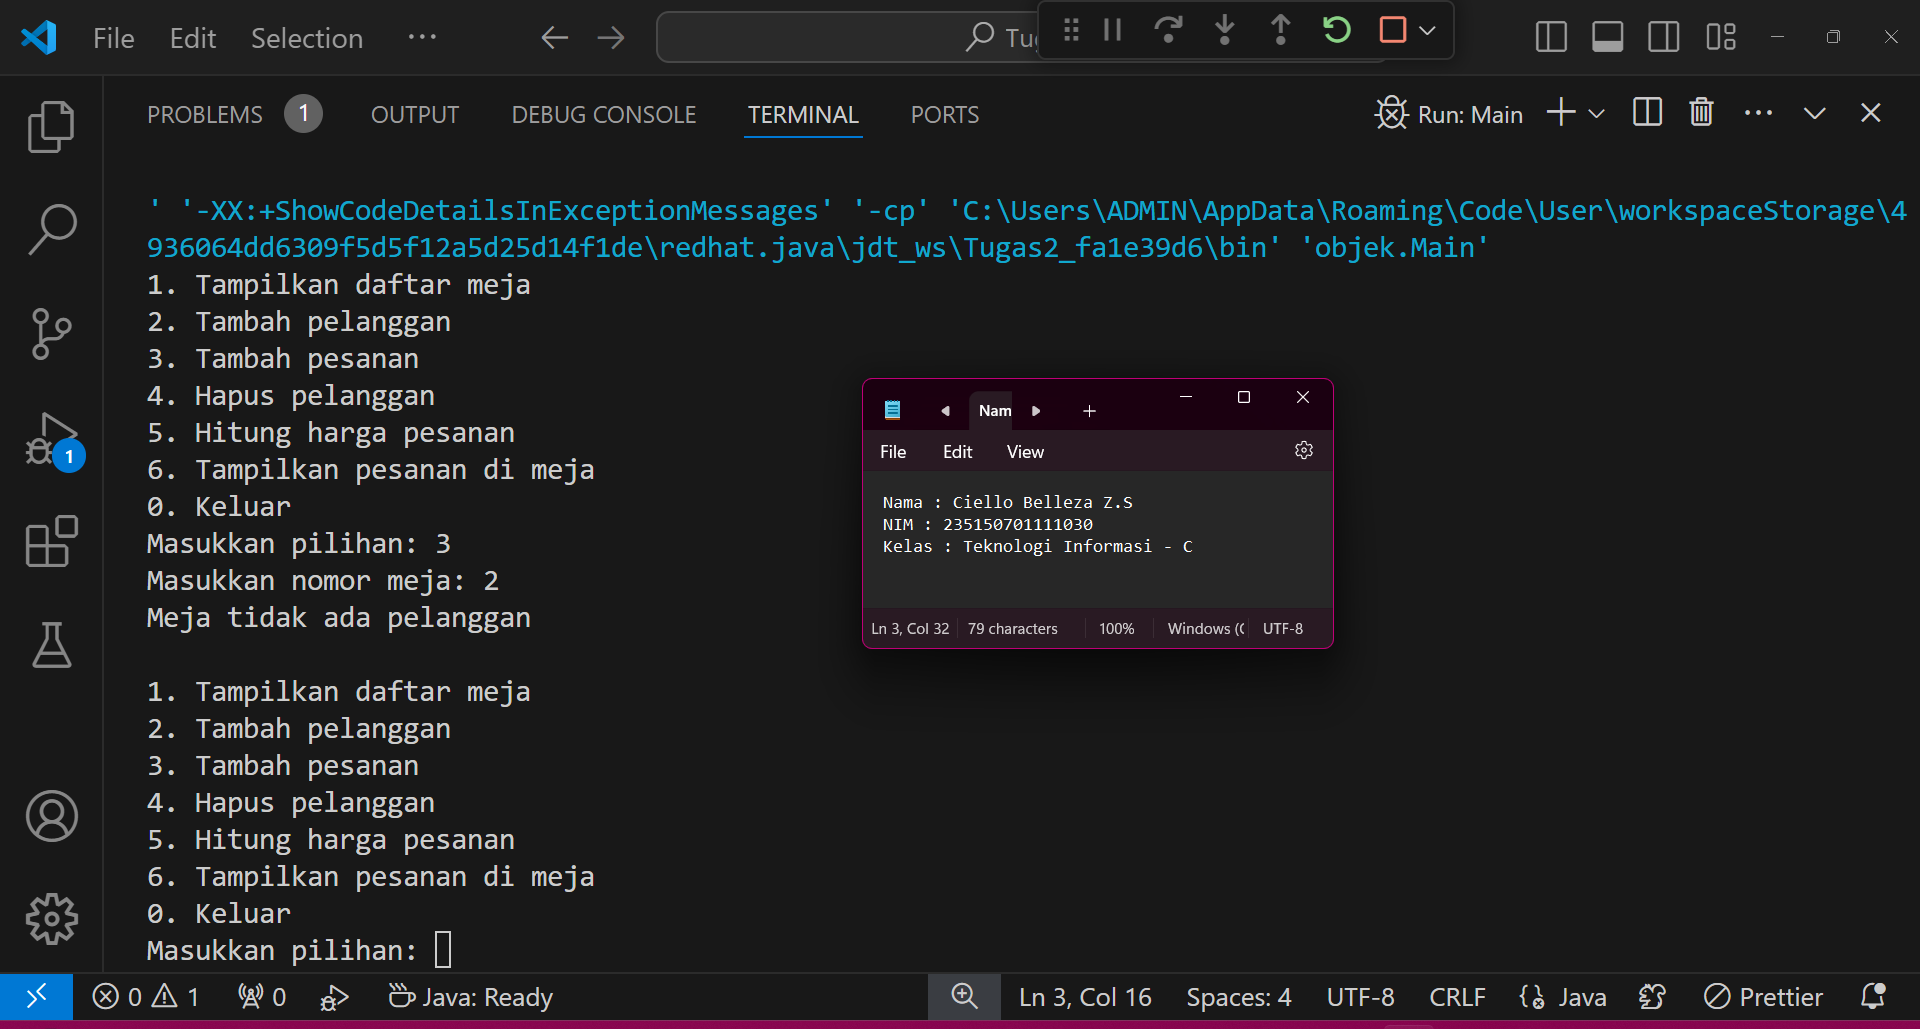 File Edit Selection ···
Tu
PROBLEMS 1 OUTPUT DEBUG CONSOLE TERMINAL PORTS Run: Main
' '-XX:+ShowCodeDetailsInExceptionMessages' '-cp' 'C:\Users\ADMIN\AppData\Roaming\Code\User\workspaceStorage\4
936064dd6309f5d5f12a5d25d14f1de\redhat.java\jdt_ws\Tugas2_fa1e39d6\bin' 'objek.Main'
1. Tampilkan daftar meja
2. Tambah pelanggan
3. Tambah pesanan
4. Hapus pelanggan
5. Hitung harga pesanan
6. Tampilkan pesanan di meja
0. Keluar
Masukkan pilihan: 3
Masukkan nomor meja: 2
Meja tidak ada pelanggan
1. Tampilkan daftar meja
2. Tambah pelanggan
3. Tambah pesanan
4. Hapus pelanggan
5. Hitung harga pesanan
6. Tampilkan pesanan di meja
0. Keluar
Masukkan pilihan:
1
Nam
File Edit View
Nama : Ciello Belleza Z.S
NIM : 235150701111030
Kelas : Teknologi Informasi - C
Ln 3, Col 32 79 characters 100% Windows (C UTF-8
0 1 0 Java: Ready Ln 3, Col 16 Spaces: 4 UTF-8 CRLF {} Java Prettier